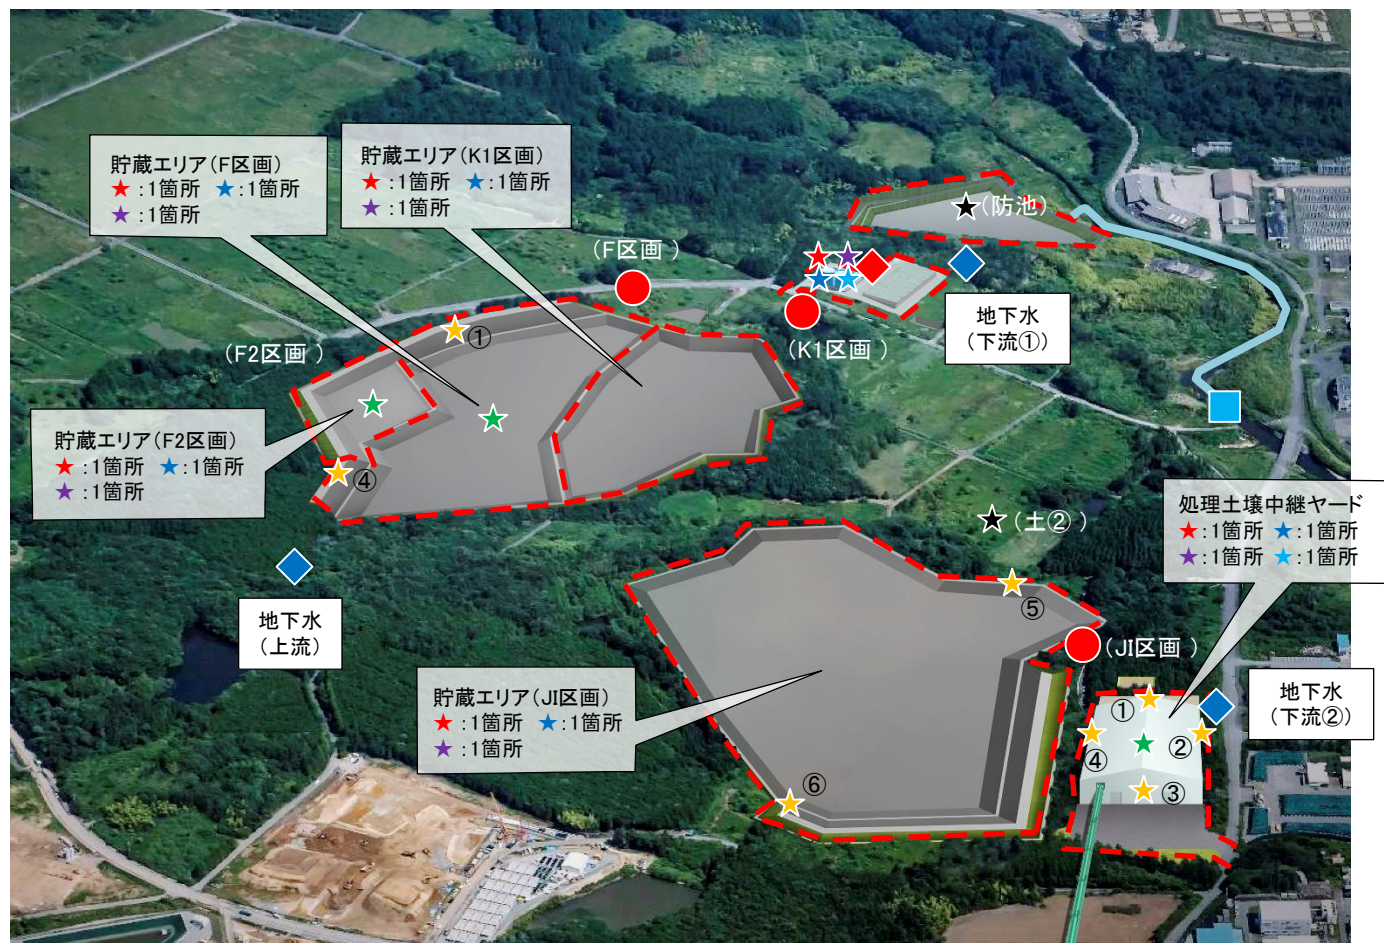 貯蔵エリア(F区画)
★:1箇所 ★:1箇所
★:1箇所
貯蔵エリア(K1区画)
★:1箇所 ★:1箇所
★:1箇所
(防池)
(F区画 )
地下水
(下流①)
(K1区画 )
①
(F2区画 )
貯蔵エリア(F2区画)
★:1箇所 ★:1箇所
★:1箇所
④
処理土壌中継ヤード
★:1箇所 ★:1箇所
★:1箇所 ★:1箇所
(土② )
⑤
地下水
(上流)
(JI区画 )
貯蔵エリア(JI区画)
★:1箇所 ★:1箇所
★:1箇所
地下水
(下流②)
①
②
④
③
⑥